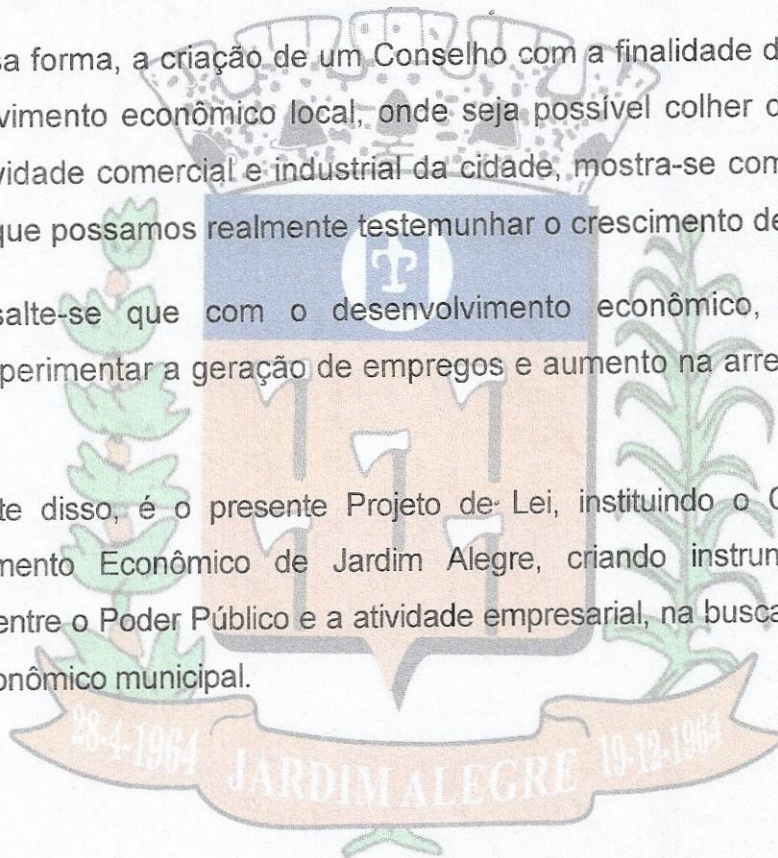 sa forma, a criação de um Conselho com a finalidade d
vimento econômico local, onde seja possível colher
vidade comercial e industrial da cidade, mostra-se com
que possamos realmente testemunhar o crescimento de
salte-se que com o desenvolvimento econômico,
perimentar a geração de empregos e aumento na arre
te disso, é o presente Projeto de Lei, instituindo o
mento Econômico de Jardim Alegre, criando instrun
entre o Poder Público e a atividade empresarial, na busca
onômico municipal.
28-4-1964 JARDIM ALEGRE 19-12-1964